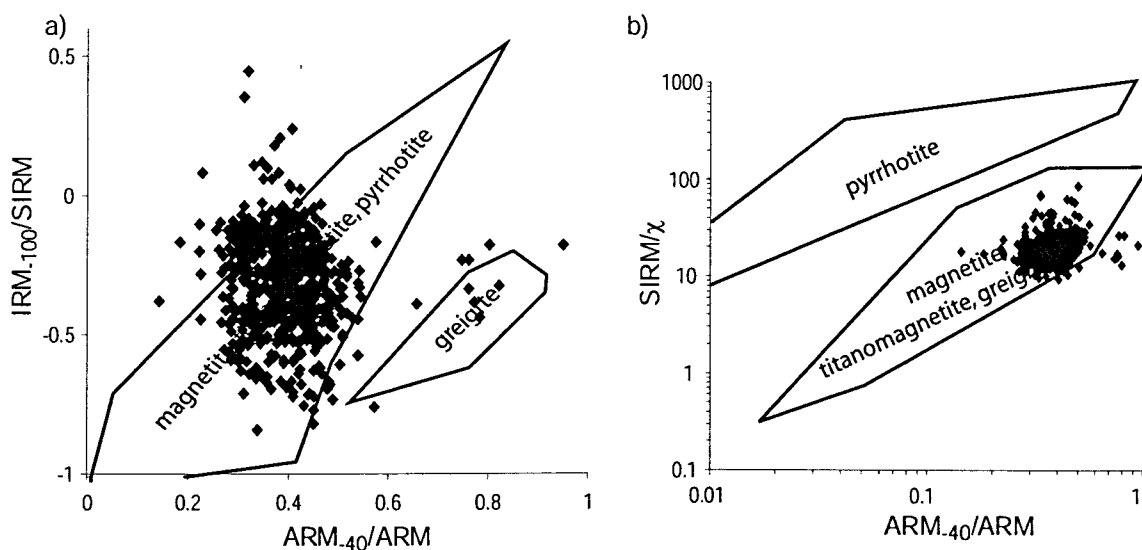 a)
0.5
0
-0.5
-1
IRM-100/SIRM
0
0.2
0.4
0.6
0.8
1
ARM-40/ARM
pyrrhotite
greigite
b)
1000
100
10
1
0.1
SIRM/χ
0.01
0.1
1
ARM-40/ARM
pyrrhotite
magnetite
titanomagnetite,